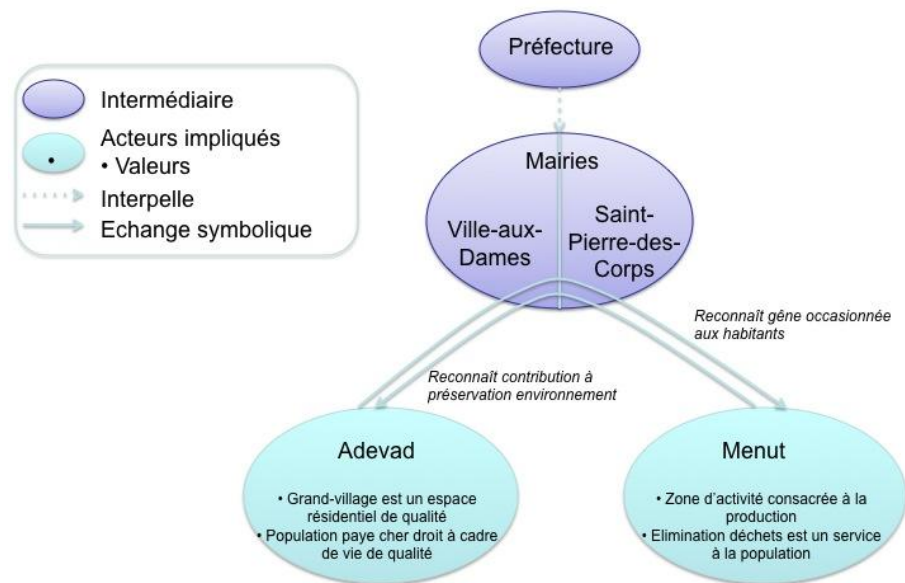 Préfecture
Intermédiaire
Acteurs impliqués
• Valeurs
Interpelle
Echange symbolique
Mairies
Ville-aux-
Dames
Saint-
Pierre-des-
Corps
Reconnaît gêne occasionnée
aux habitants
Reconnaît contribution à
préservation environnement
Adevad
• Grand-village est un espace
résidentiel de qualité
• Population paye cher droit à cadre
de vie de qualité
Menut
• Zone d'activité consacrée à la
production
• Elimination déchets est un service
à la population